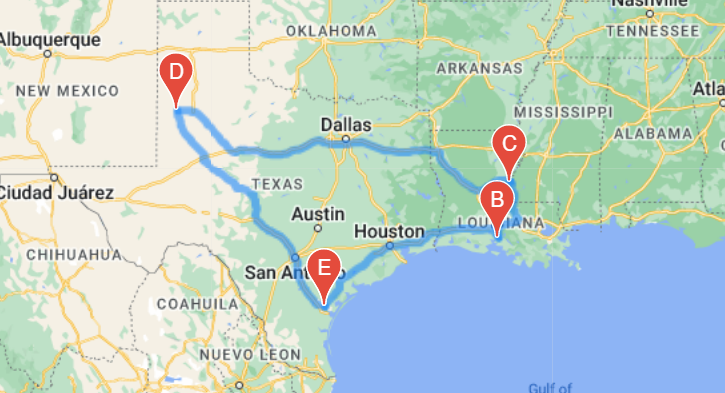 Nashville
OKLAHOMA
TENNESSEE
Albuquerque
D
ARKANSAS
NEW MEXICO
Atla
MISSISSIPPI
Dallas
ALABAMA
C
Ciudad Juárez
TEXAS
B
Austin
LOUISIANA
Houston
CHIHUAHUA
San Antonio
E
COAHUILA
NUEVO LEON
Gulf of